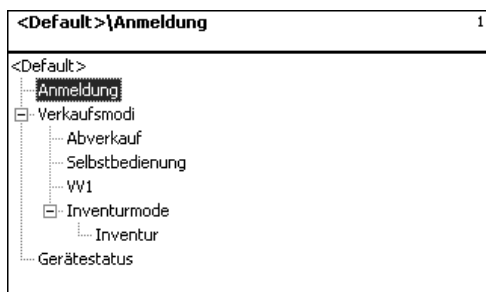 <Default>\Anmeldung 1
<Default>
Anmeldung
Verkaufsmodi
Abverkauf
Selbstbedienung
VV1
Inventurmode
Inventur
Gerätestatus